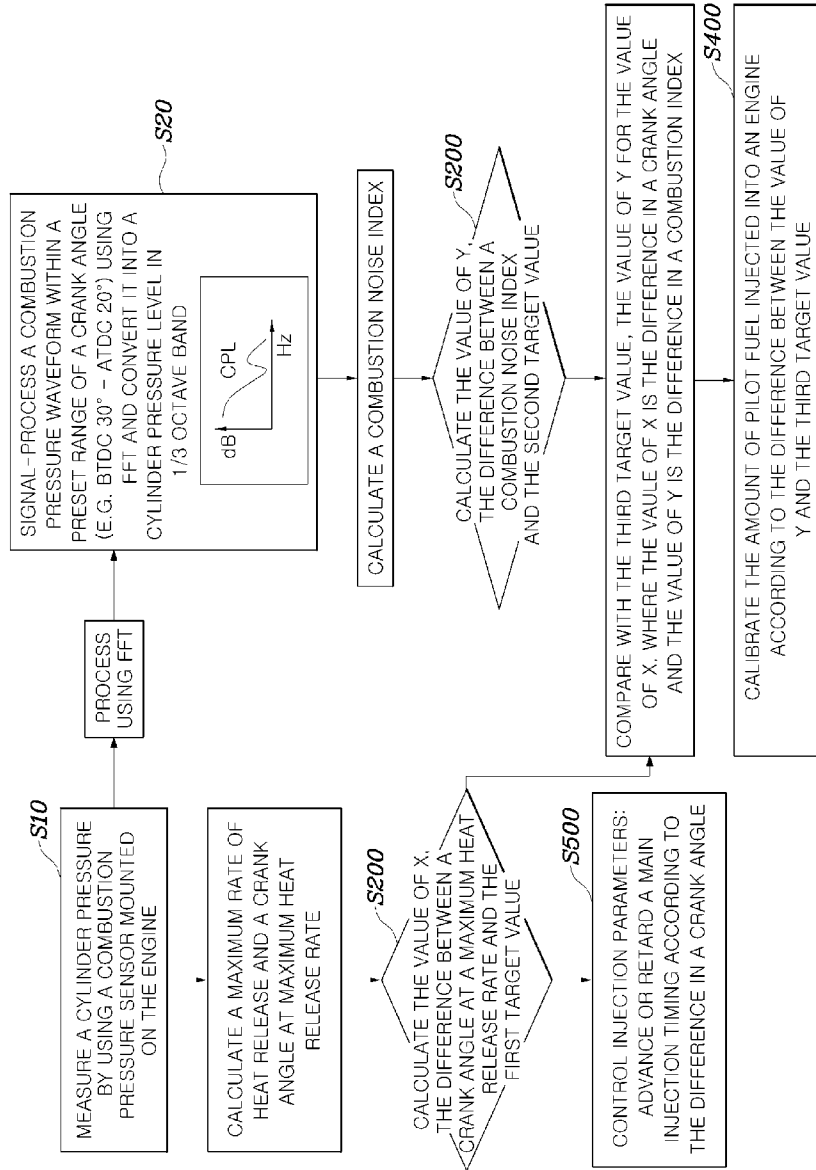 S10
MEASURE A CYLINDER PRESSURE
BY USING A COMBUSTION
PRESSURE SENSOR MOUNTED
ON THE ENGINE
PROCESS
USING FFT
S20
SIGNAL-PROCESS A COMBUSTION
PRESSURE WAVEFORM WITHIN A
PRESET RANGE OF A CRANK ANGLE
(E.G. BTDC 30° - ATDC 20°) USING
FFT AND CONVERT IT INTO A
CYLINDER PRESSURE LEVEL IN
1/3 OCTAVE BAND
dB
CPL
Hz
CALCULATE A MAXIMUM RATE OF
HEAT RELEASE AND A CRANK
ANGLE AT MAXIMUM HEAT
RELEASE RATE
CALCULATE A COMBUSTION NOISE INDEX
S200
CALCULATE THE VALUE OF X,
THE DIFFERENCE BETWEEN A
CRANK ANGLE AT A MAXIMUM HEAT
RELEASE RATE AND THE
FIRST TARGET VALUE
S200
CALCULATE THE VALUE OF Y,
THE DIFFERENCE BETWEEN A
COMBUSTION NOISE INDEX
AND THE SECOND TARGET VALUE
S500
CONTROL INJECTION PARAMETERS:
ADVANCE OR RETARD A MAIN
INJECTION TIMING ACCORDING TO
THE DIFFERENCE IN A CRANK ANGLE
COMPARE WITH THE THIRD TARGET VALUE, THE VALUE OF Y FOR THE VALUE
OF X, WHERE THE VAULE OF X IS THE DIFFERENCE IN A CRANK ANGLE
AND THE VALUE OF Y IS THE DIFFERENCE IN A COMBUSTION INDEX
S400
CALIBRATE THE AMOUNT OF PILOT FUEL INJECTED INTO AN ENGINE
ACCORDING TO THE DIFFERENCE BETWEEN THE VALUE OF
Y AND THE THIRD TARGET VALUE